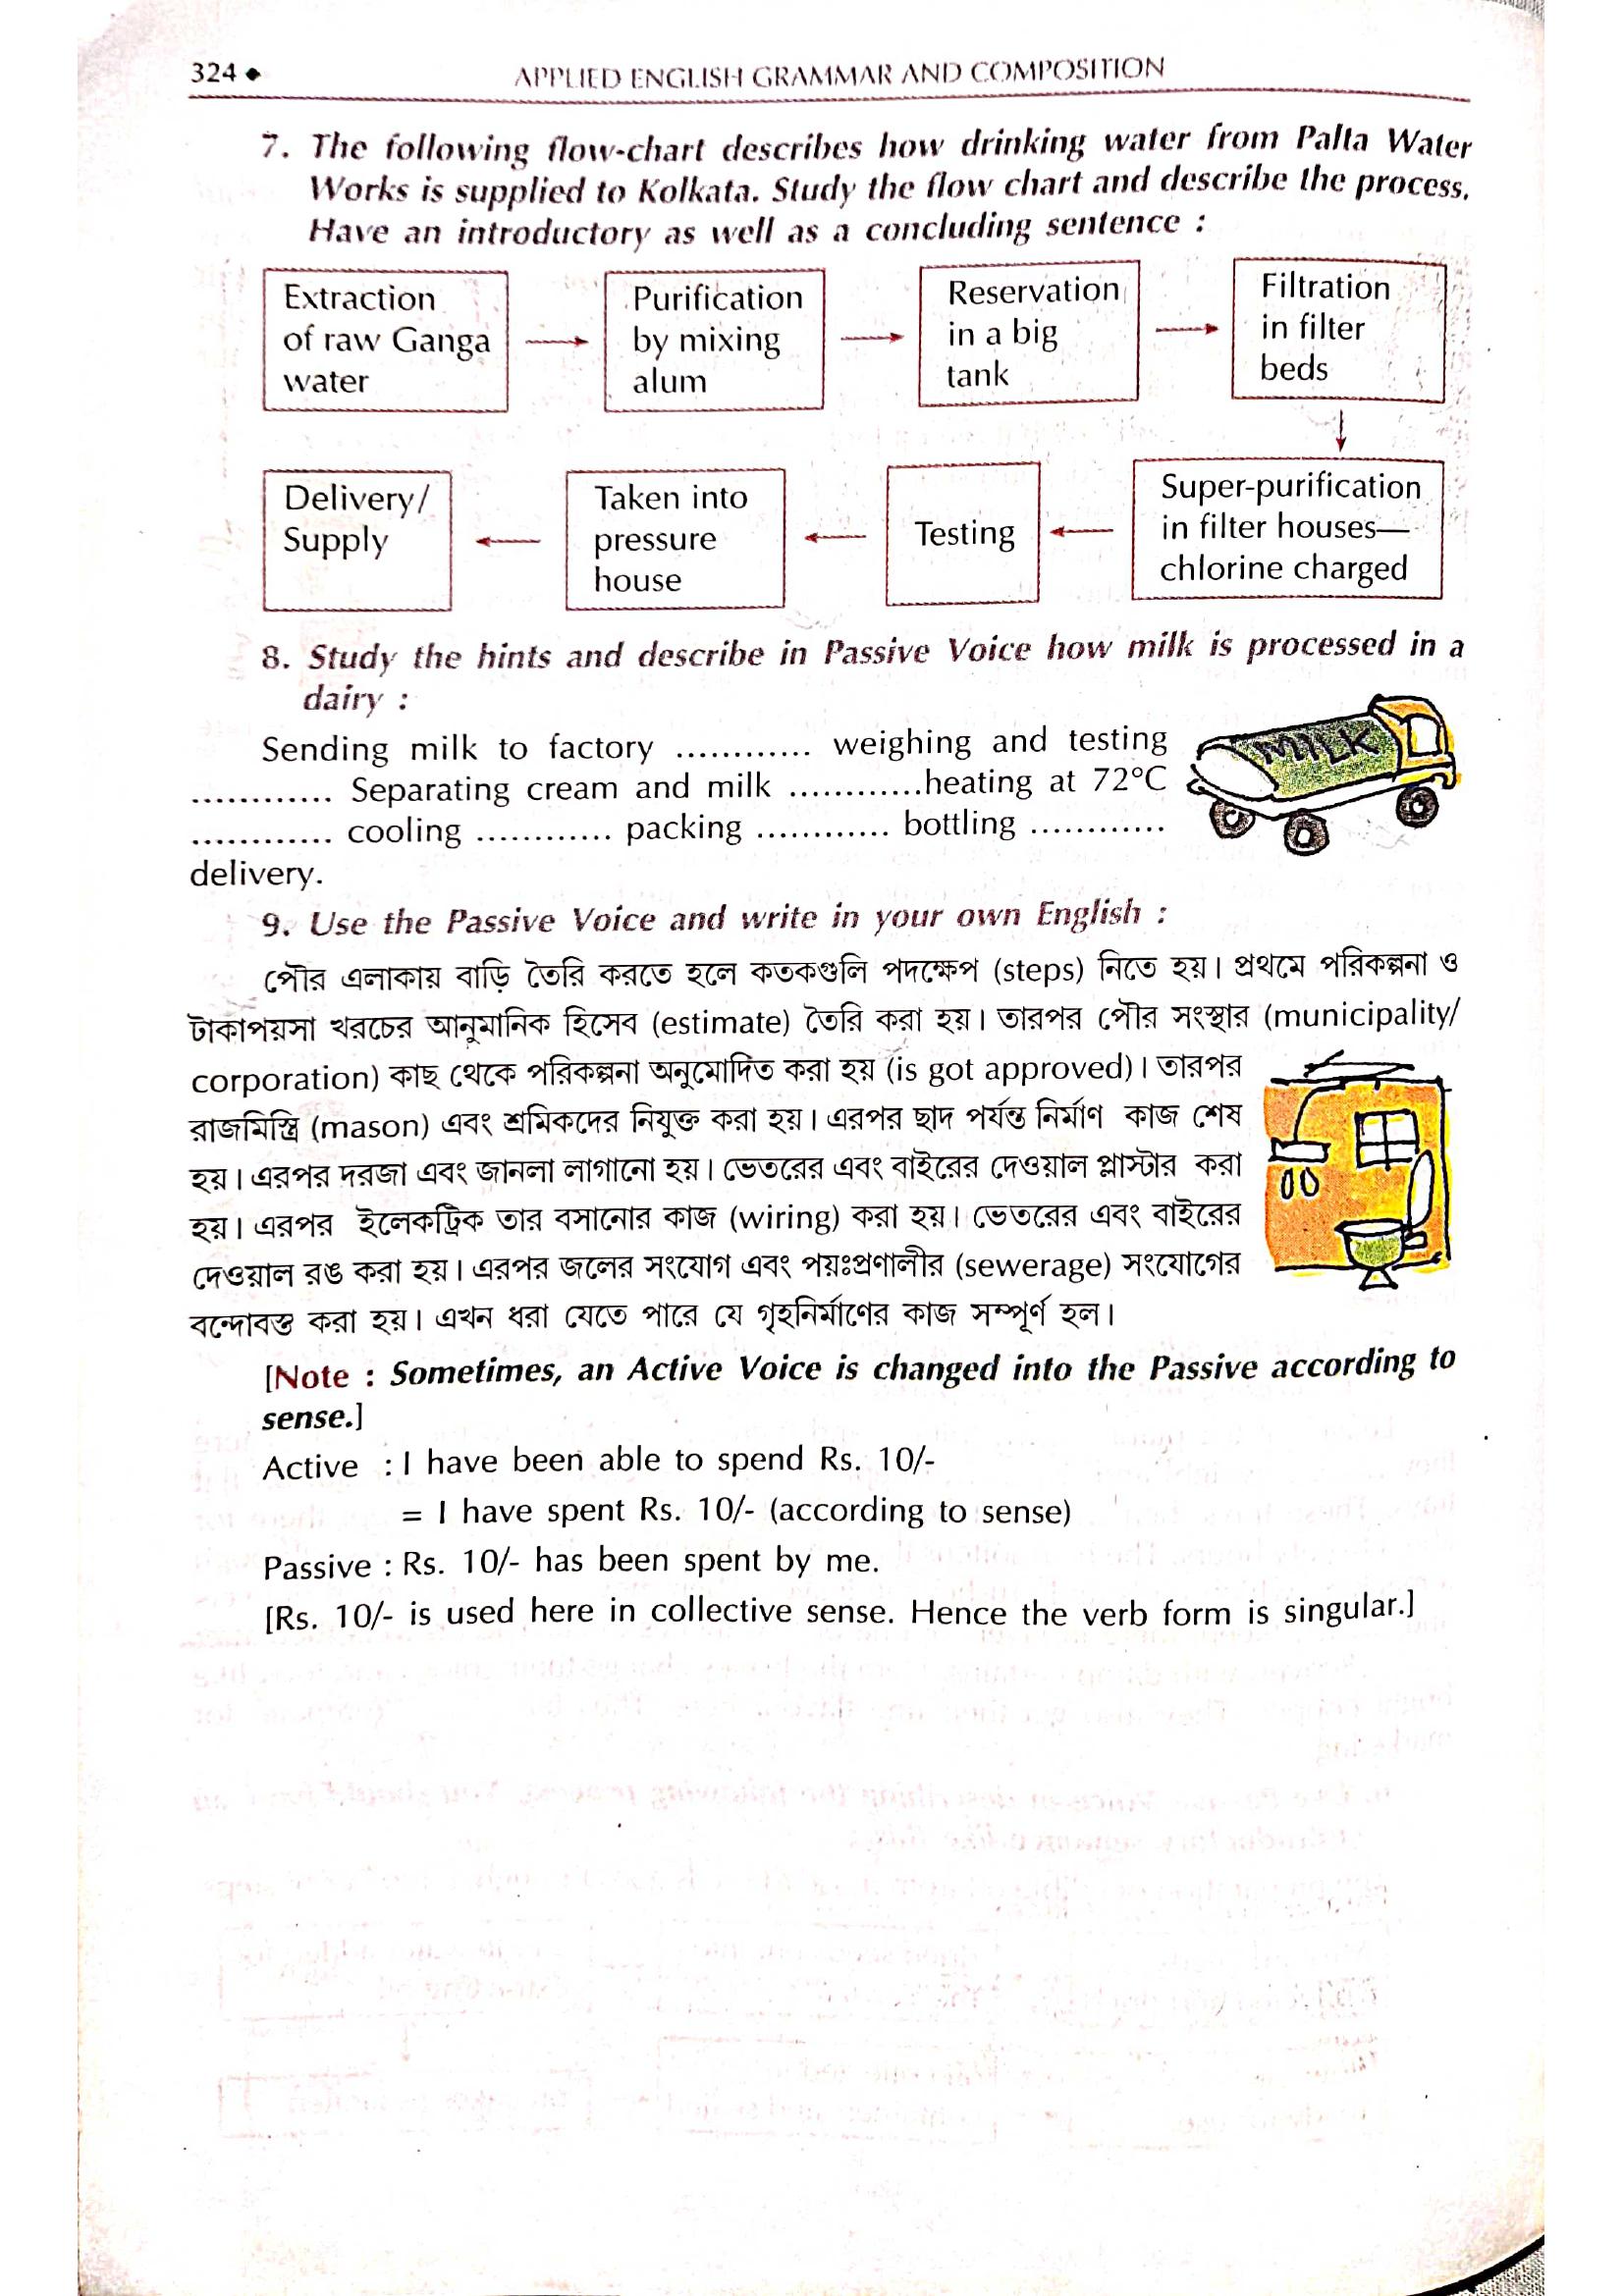 324 ◆ APPLIED ENGLISH GRAMMAR AND COMPOSITION
7. The following flow-chart describes how drinking water from Palta Water
Works is supplied to Kolkata. Study the flow chart and describe the process.
Have an introductory as well as a concluding sentence :
Extraction
of raw Ganga
water
Purification
by mixing
alum
Reservation
in a big
tank
Filtration
in filter
beds
Super-purification
in filter houses—
chlorine charged
Testing
Taken into
pressure
house
Delivery/
Supply
8. Study the hints and describe in Passive Voice how milk is processed in a
dairy :
Sending milk to factory ............ weighing and testing
............ Separating cream and milk ............heating at 72°C
............ cooling ............ packing ............ bottling ............
delivery.
MILK
9. Use the Passive Voice and write in your own English :
পৌর এলাকায় বাড়ি তৈরি করতে হলে কতকগুলি পদক্ষেপ (steps) নিতে হয়। প্রথমে পরিকল্পনা ও
টাকাপয়সা খরচের আনুমানিক হিসেব (estimate) তৈরি করা হয়। তারপর পৌর সংস্থার (municipality/
corporation) কাছ থেকে পরিকল্পনা অনুমোদিত করা হয় (is got approved)। তারপর
রাজমিস্ত্রি (mason) এবং শ্রমিকদের নিযুক্ত করা হয়। এরপর ছাদ পর্যন্ত নির্মাণ কাজ শেষ
হয়। এরপর দরজা এবং জানলা লাগানো হয়। ভেতরের এবং বাইরের দেওয়াল প্লাস্টার করা
হয়। এরপর ইলেকট্রিক তার বসানোর কাজ (wiring) করা হয়। ভেতরের এবং বাইরের
দেওয়াল রঙ করা হয়। এরপর জলের সংযোগ এবং পয়ঃপ্রণালীর (sewerage) সংযোগের
বন্দোবস্ত করা হয়। এখন ধরা যেতে পারে যে গৃহনির্মাণের কাজ সম্পূর্ণ হল।
[Note : Sometimes, an Active Voice is changed into the Passive according to
sense.]
Active : I have been able to spend Rs. 10/-
= I have spent Rs. 10/- (according to sense)
Passive : Rs. 10/- has been spent by me.
[Rs. 10/- is used here in collective sense. Hence the verb form is singular.]